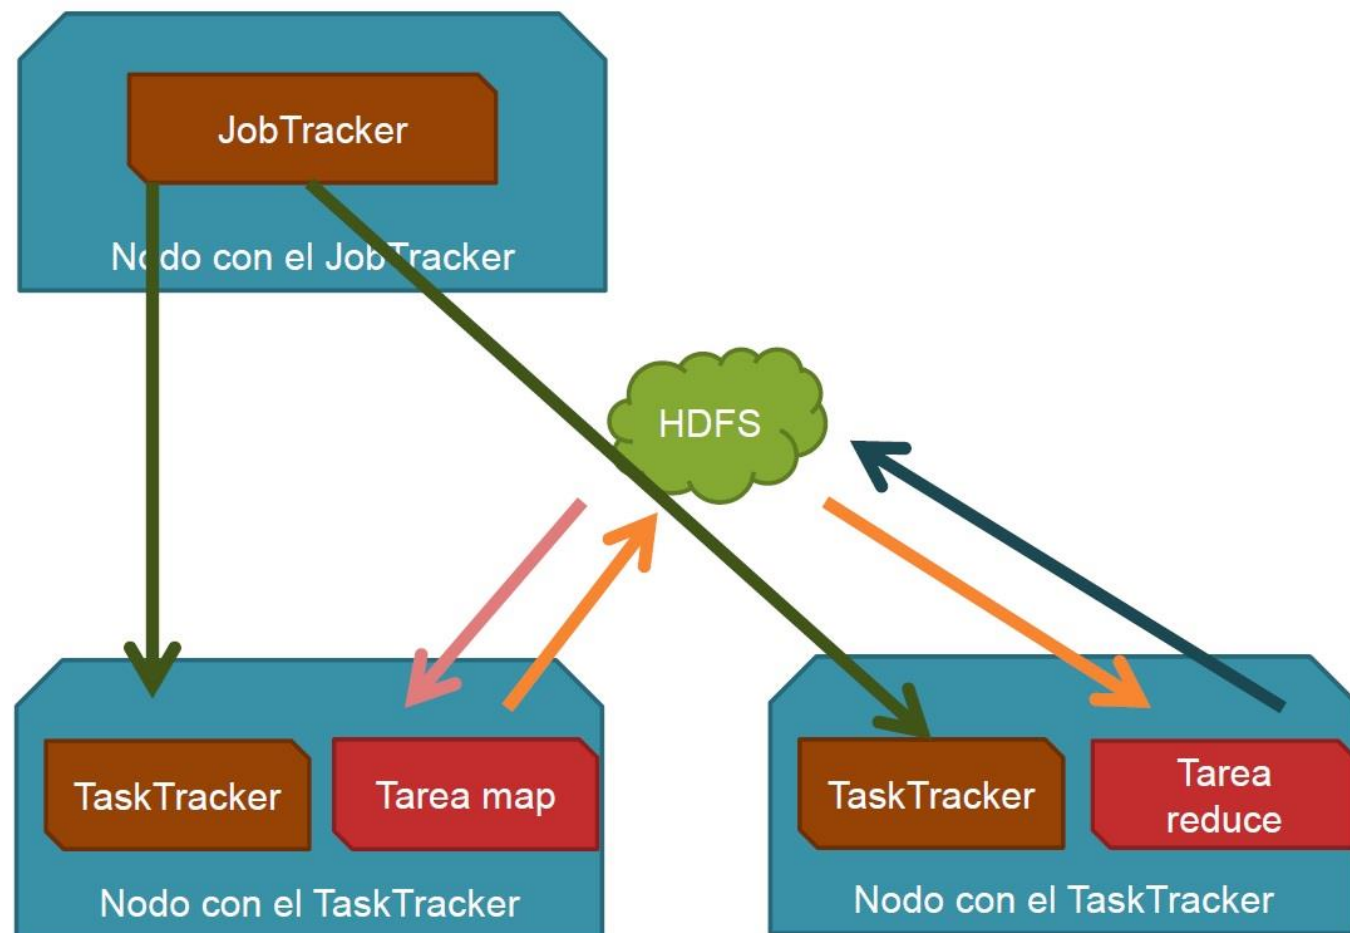 JobTracker
Nodo con el JobTracker
HDFS
TaskTracker
Tarea map
Nodo con el TaskTracker
TaskTracker
Tarea
reduce
Nodo con el TaskTracker